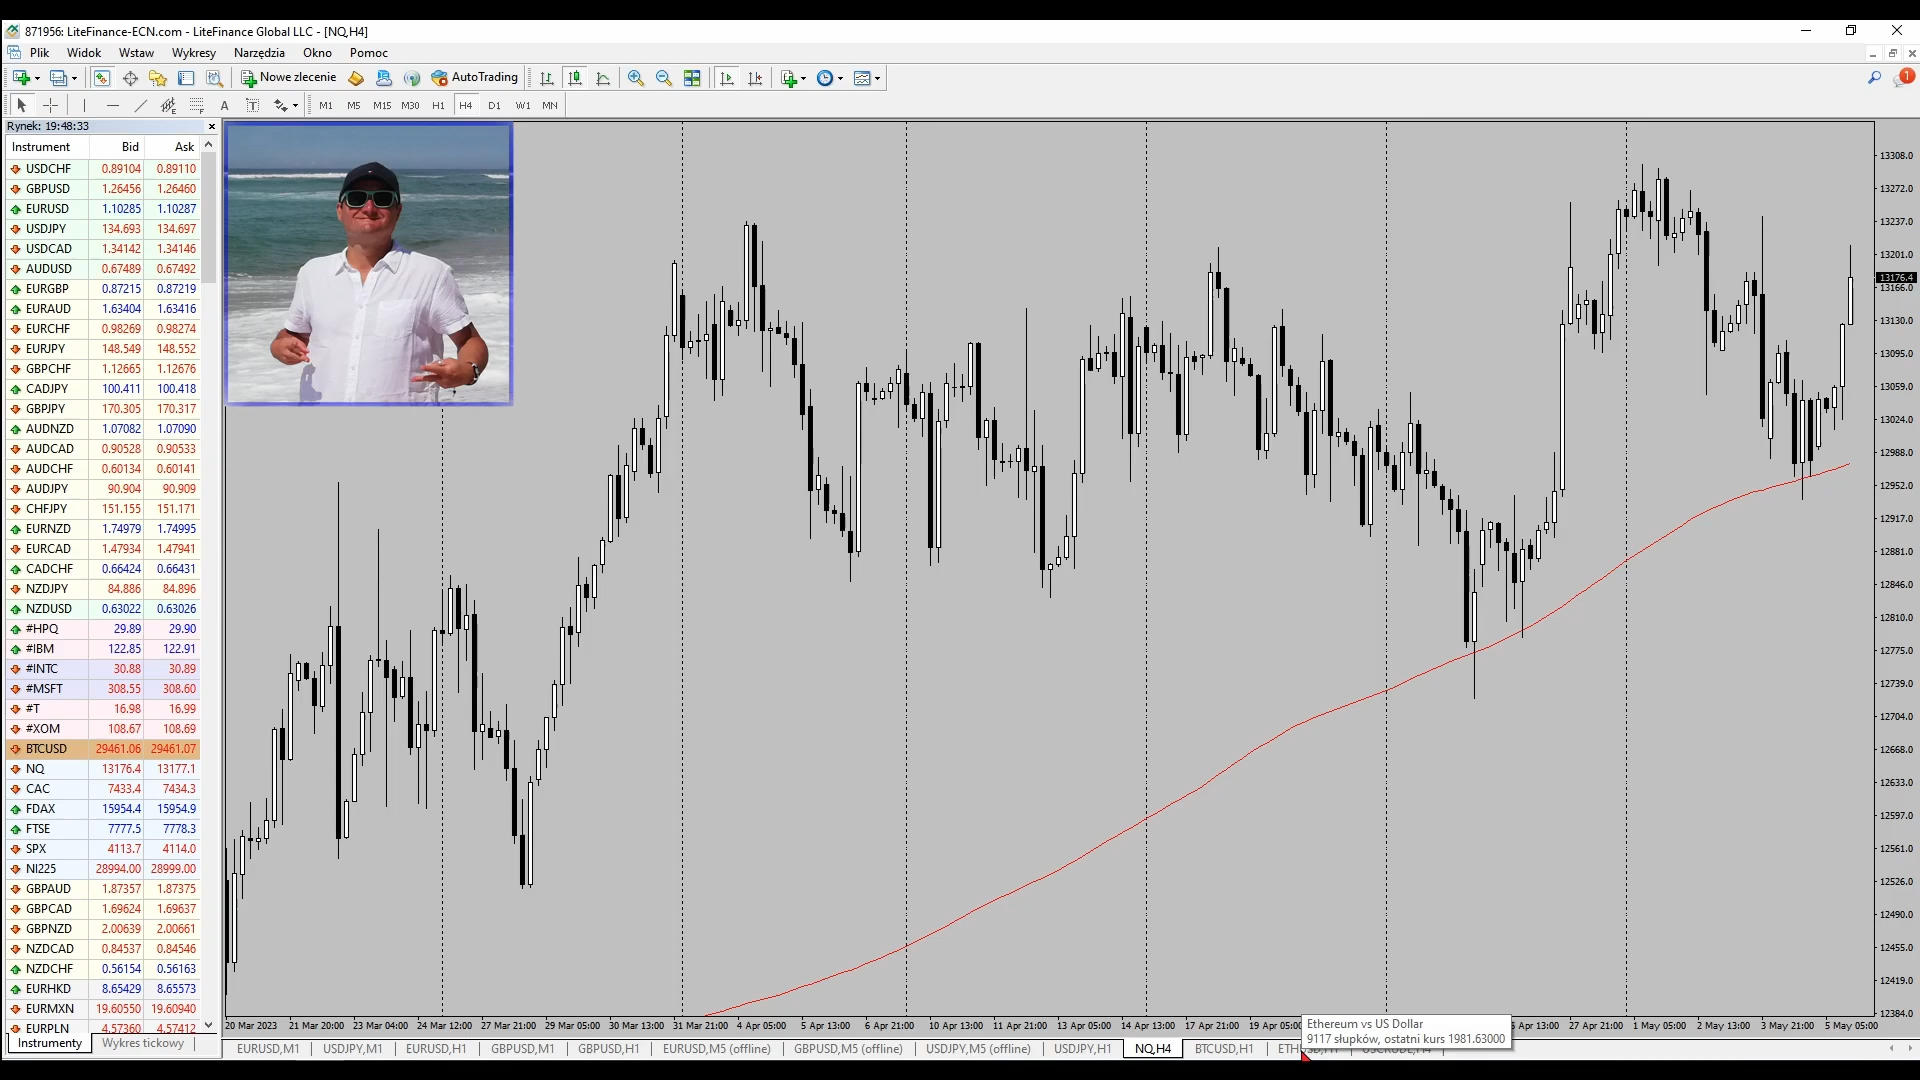 871956: LiteFinance-ECN.com - LiteFinance Global LLC - [NQ,H4]
Plik Widok Wstaw Wykresy Narzędzia Okno Pomoc
Nowe zlecenie AutoTrading 1
A T M1 M5 M15 M30 H1 H4 D1 W1 MN
Rynek: 19:48:33
Instrument Bid Ask
USDCHF 0.89104 0.89110
GBPUSD 1.26456 1.26460
EURUSD 1.10285 1.10287
USDJPY 134.693 134.697
USDCAD 1.34142 1.34146
AUDUSD 0.67489 0.67492
EURGBP 0.87215 0.87219
EURAUD 1.63404 1.63416
EURCHF 0.98269 0.98274
EURJPY 148.549 148.552
GBPCHF 1.12665 1.12676
CADJPY 100.411 100.418
GBPJPY 170.305 170.317
AUDNZD 1.07082 1.07090
AUDCAD 0.90528 0.90533
AUDCHF 0.60134 0.60141
AUDJPY 90.904 90.909
CHFJPY 151.155 151.171
EURNZD 1.74979 1.74995
EURCAD 1.47934 1.47941
CADCHF 0.66424 0.66431
NZDJPY 84.886 84.896
NZDUSD 0.63022 0.63026
#HPQ 29.89 29.90
#IBM 122.85 122.91
#INTC 30.88 30.89
#MSFT 308.55 308.60
#T 16.98 16.99
#XOM 108.67 108.69
BTCUSD 29461.06 29461.07
NQ 13176.4 13177.1
CAC 7433.4 7434.3
FDAX 15954.4 15954.9
FTSE 7777.5 7778.3
SPX 4113.7 4114.0
NI225 28994.00 28999.00
GBPAUD 1.87357 1.87375
GBPCAD 1.69624 1.69637
GBPNZD 2.00639 2.00661
NZDCAD 0.84537 0.84546
NZDCHF 0.56154 0.56163
EURHKD 8.65429 8.65573
EURMXN 19.60550 19.60940
EURPLN 4.57360 4.57412
Instrumenty Wykres tickowy
13308.0
13272.0
13237.0
13201.0
13176.4
13166.0
13130.0
13095.0
13059.0
13024.0
12988.0
12952.0
12917.0
12881.0
12846.0
12810.0
12775.0
12739.0
12704.0
12668.0
12633.0
12597.0
12561.0
12526.0
12490.0
12455.0
12419.0
12384.0
20 Mar 2023 21 Mar 20:00 23 Mar 04:00 24 Mar 12:00 27 Mar 21:00 29 Mar 05:00 30 Mar 13:00 31 Mar 21:00 4 Apr 05:00 5 Apr 13:00 6 Apr 21:00 10 Apr 13:00 11 Apr 21:00 13 Apr 05:00 14 Apr 13:00 17 Apr 21:00 19 Apr 05:00 Apr 13:00 27 Apr 21:00 1 May 05:00 2 May 13:00 3 May 21:00 5 May 05:00
Ethereum vs US Dollar
9117 słupków, ostatni kurs 1981.63000
EURUSD,M1 USDJPY,M1 EURUSD,H1 GBPUSD,M1 GBPUSD,H1 EURUSD,M5 (offline) GBPUSD,M5 (offline) USDJPY,M5 (offline) USDJPY,H1 NQ,H4 BTCUSD,H1